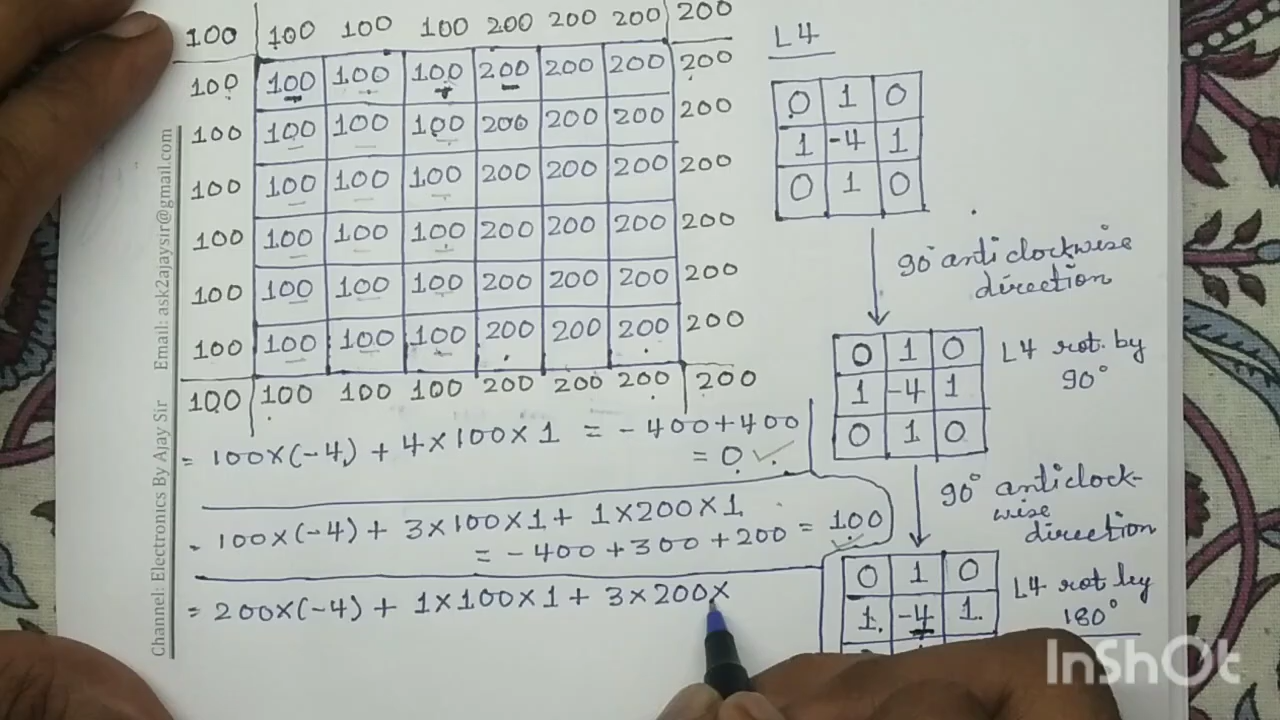 100 100 100 100 200 200 200 200
100 100 100 100 200 200 200 200
100 100 100 100 200 200 200 200
100 100 100 100 200 200 200 200
100 100 100 100 200 200 200 200
100 100 100 100 200 200 200 200
100 100 100 100 200 200 200 200
100 100 100 100 200 200 200 200
= 100×(-4) + 4×100×1 = -400+400
= 0 ✓
= 100×(-4) + 3×100×1 + 1×200×1
= -400+300+200 = 100
= 200×(-4) + 1×100×1 + 3×200×
L4
0 1 0
1 -4 1
0 1 0
90° anticlockwise
direction
0 1 0
1 -4 1
0 1 0
L4 rot. by
90°
90° anticlock-
wise
direction
0 1 0
1 -4 1
L4 rot by
180°
Channel: Electronics By Ajay Sir Email: ask2ajaysir@gmail.com
InShOt